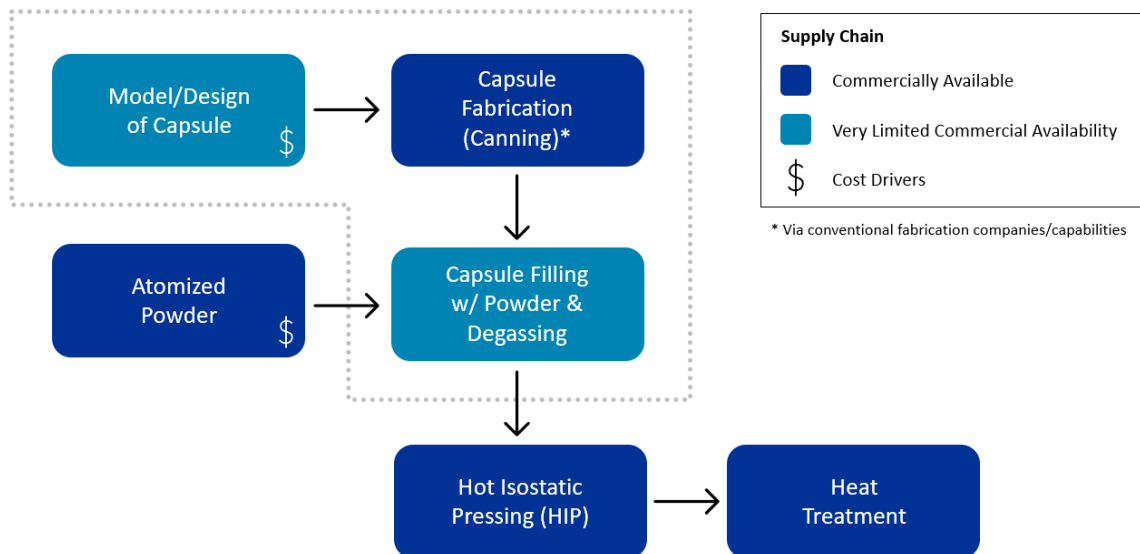 Model/Design
of Capsule
$
Capsule
Fabrication
(Canning)*
Supply Chain
Commercially Available
Very Limited Commercial Availability
$ Cost Drivers
* Via conventional fabrication companies/capabilities
Atomized
Powder
$
Capsule Filling
w/ Powder &
Degassing
Hot Isostatic
Pressing (HIP)
Heat
Treatment